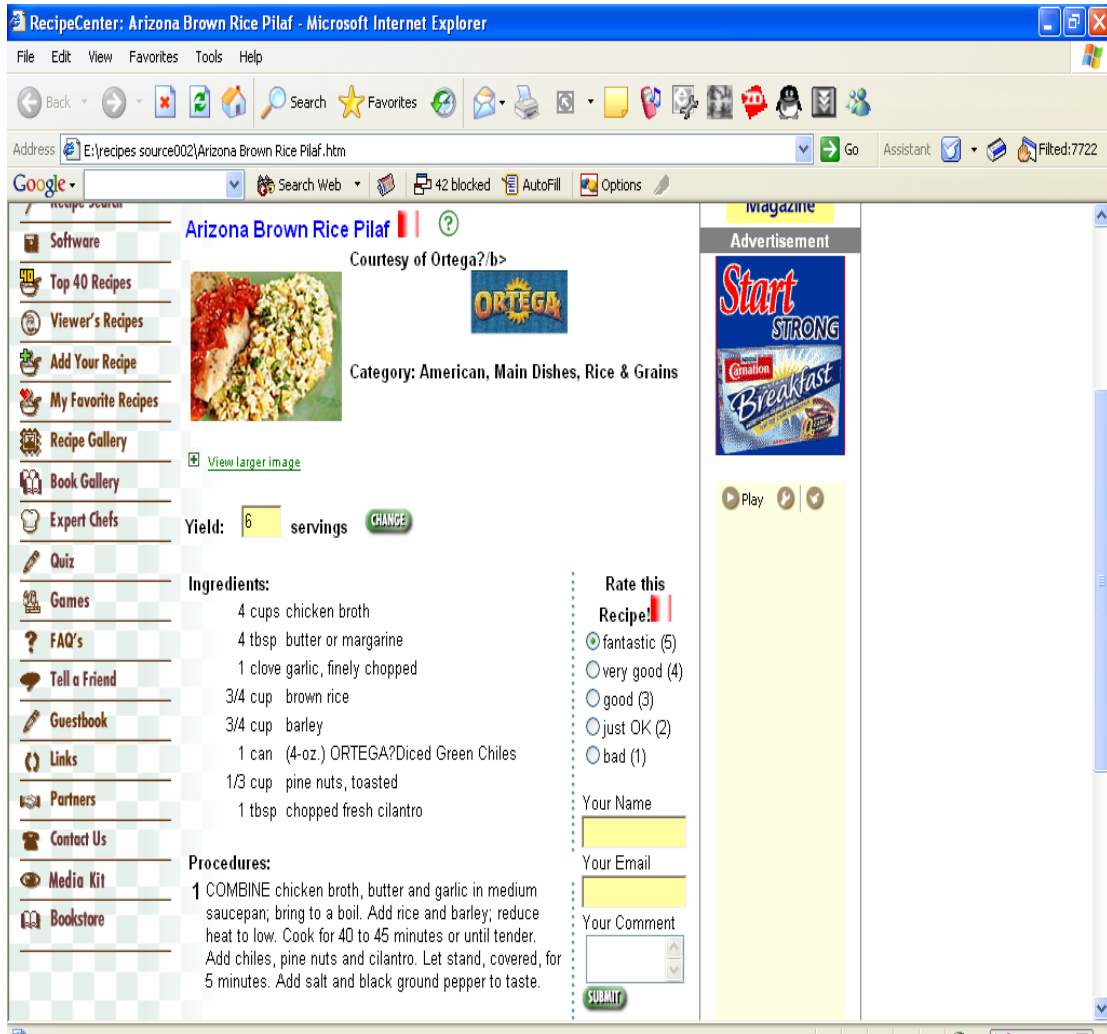 RecipeCenter: Arizona Brown Rice Pilaf - Microsoft Internet Explorer
File Edit View Favorites Tools Help
Back Search Favorites
Address E:\recipes source002\Arizona Brown Rice Pilaf.htm Go Assistant Filted:7722
Google Search Web 42 blocked AutoFill Options
Recipe Search
Software
Top 40 Recipes
Viewer's Recipes
Add Your Recipe
My Favorite Recipes
Recipe Gallery
Book Gallery
Expert Chefs
Quiz
Games
FAQ's
Tell a Friend
Guestbook
Links
Partners
Contact Us
Media Kit
Bookstore
Arizona Brown Rice Pilaf ?
Courtesy of Ortega?/b>
ORTEGA
Category: American, Main Dishes, Rice & Grains
View larger image
Yield: 6 servings CHANGE
Ingredients:
4 cups chicken broth
4 tbsp butter or margarine
1 clove garlic, finely chopped
3/4 cup brown rice
3/4 cup barley
1 can (4-oz.) ORTEGA?Diced Green Chiles
1/3 cup pine nuts, toasted
1 tbsp chopped fresh cilantro
Procedures:
1 COMBINE chicken broth, butter and garlic in medium
saucepan; bring to a boil. Add rice and barley; reduce
heat to low. Cook for 40 to 45 minutes or until tender.
Add chiles, pine nuts and cilantro. Let stand, covered, for
5 minutes. Add salt and black ground pepper to taste.
Rate this
Recipe!
fantastic (5)
very good (4)
good (3)
just OK (2)
bad (1)
Your Name
Your Email
Your Comment
SUBMIT
Magazine
Advertisement
Start
STRONG
Carnation
Breakfast
Play